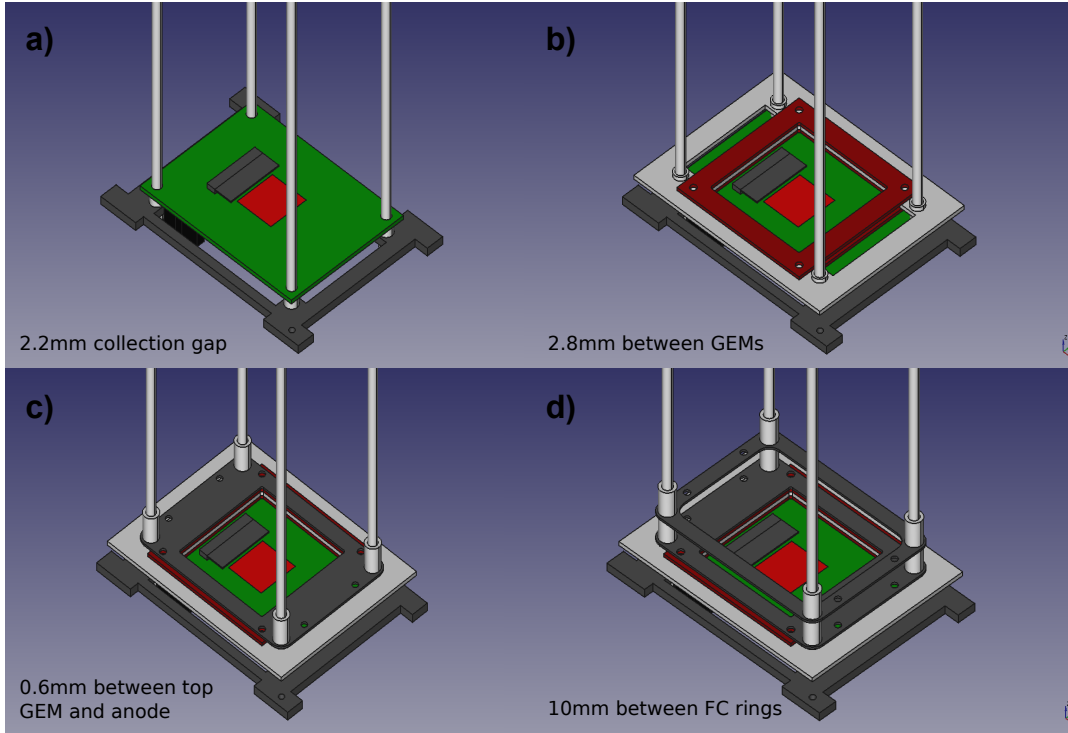 a)
2.2mm collection gap
b)
2.8mm between GEMs
c)
0.6mm between top
GEM and anode
d)
10mm between FC rings